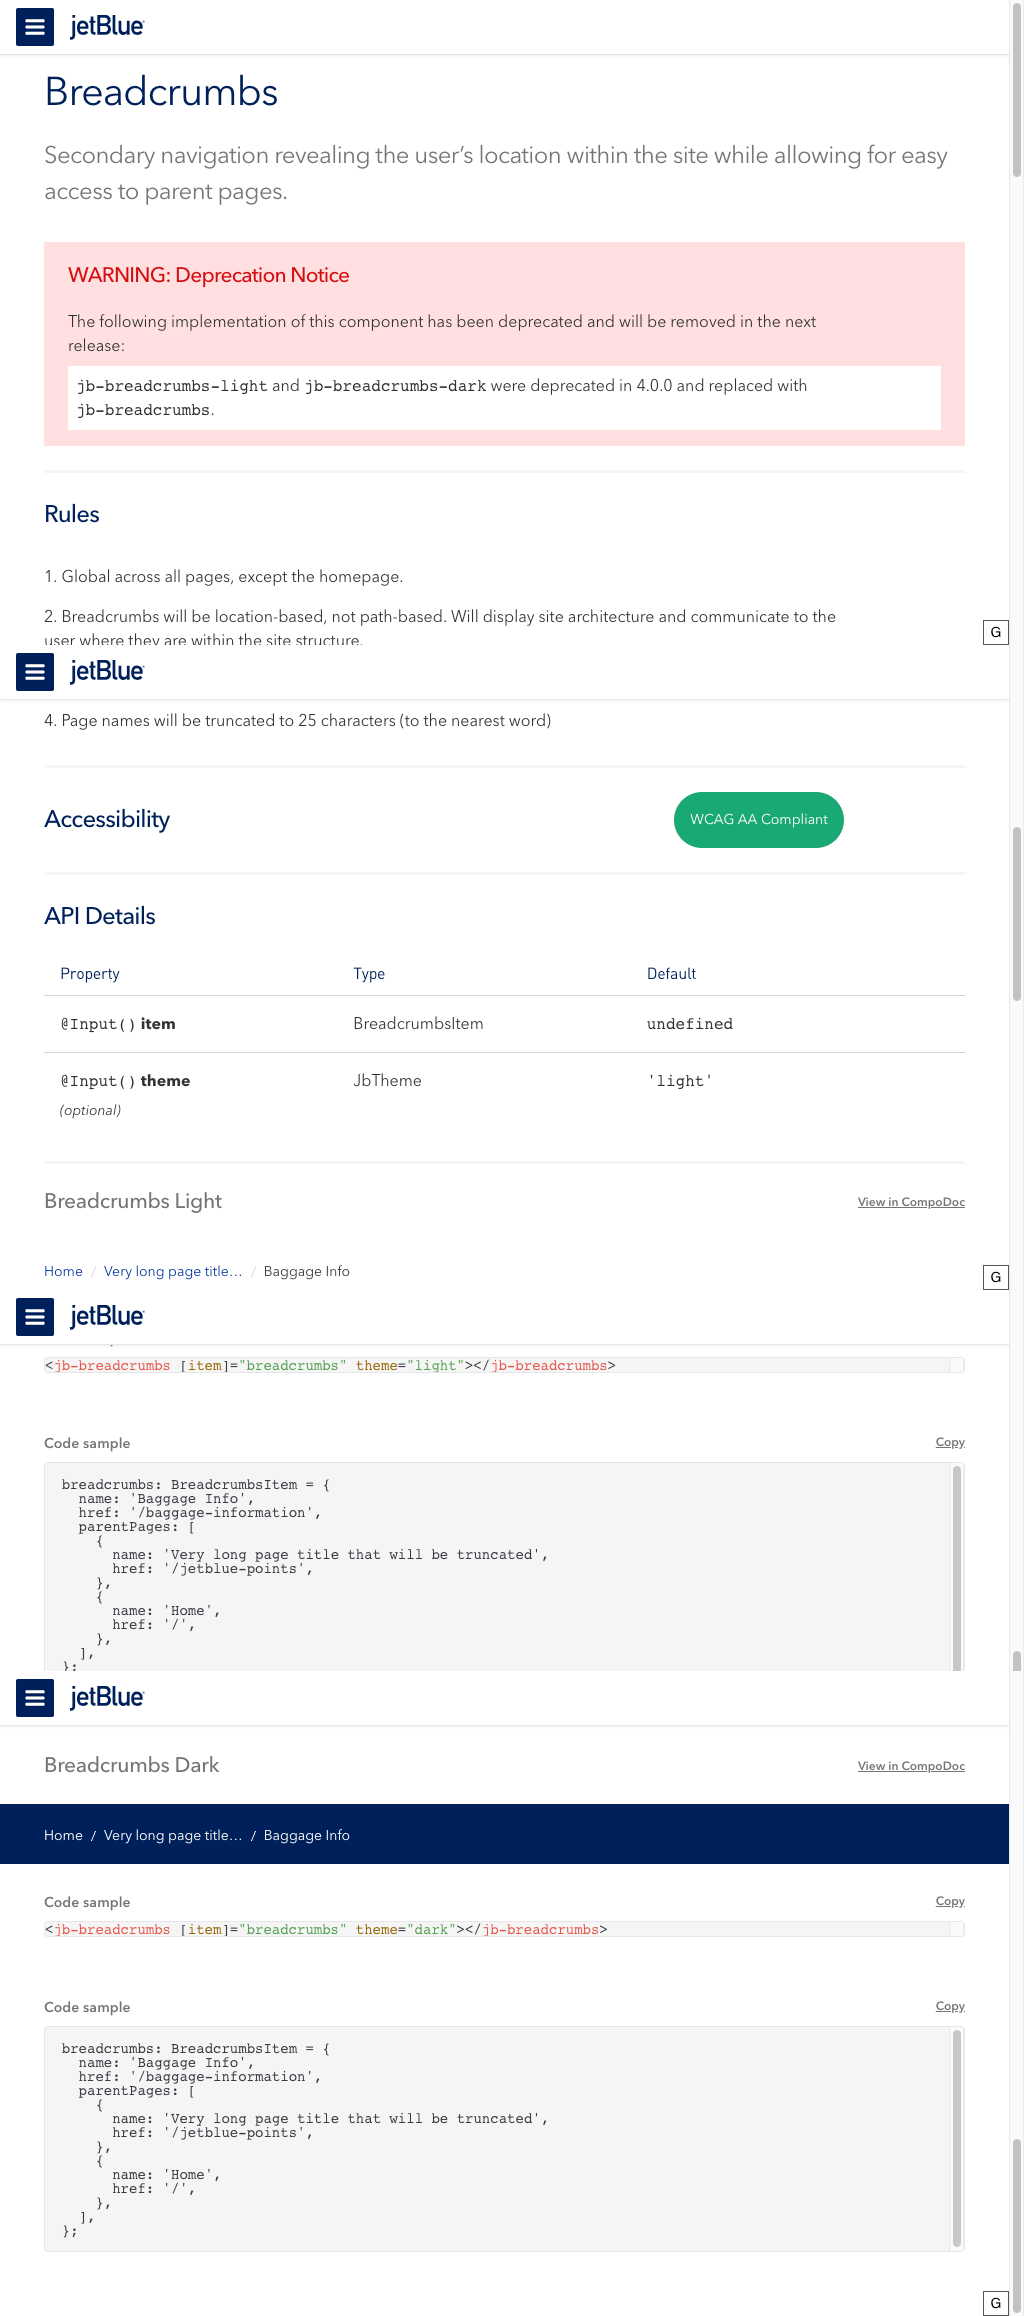 jetBlue
Breadcrumbs
Secondary navigation revealing the user’s location within the site while allowing for easy
access to parent pages.
WARNING: Deprecation Notice
The following implementation of this component has been deprecated and will be removed in the next
release:
jb-breadcrumbs-light and jb-breadcrumbs-dark were deprecated in 4.0.0 and replaced with
jb-breadcrumbs.
Rules
1. Global across all pages, except the homepage.
2. Breadcrumbs will be location-based, not path-based. Will display site architecture and communicate to the
user where they are within the site structure.
G
jetBlue
4. Page names will be truncated to 25 characters (to the nearest word)
Accessibility
WCAG AA Compliant
API Details
Property Type Default
@Input() item BreadcrumbsItem undefined
@Input() theme JbTheme 'light'
(optional)
Breadcrumbs Light View in CompoDoc
Home / Very long page title… / Baggage Info
G
jetBlue
<jb-breadcrumbs [item]="breadcrumbs" theme="light"></jb-breadcrumbs>
Code sample Copy
breadcrumbs: BreadcrumbsItem = {
name: 'Baggage Info',
href: '/baggage-information',
parentPages: [
{
name: 'Very long page title that will be truncated',
href: '/jetblue-points',
},
{
name: 'Home',
href: '/',
},
],
};
jetBlue
Breadcrumbs Dark View in CompoDoc
Home / Very long page title… / Baggage Info
Code sample Copy
<jb-breadcrumbs [item]="breadcrumbs" theme="dark"></jb-breadcrumbs>
Code sample Copy
breadcrumbs: BreadcrumbsItem = {
name: 'Baggage Info',
href: '/baggage-information',
parentPages: [
{
name: 'Very long page title that will be truncated',
href: '/jetblue-points',
},
{
name: 'Home',
href: '/',
},
],
};
G